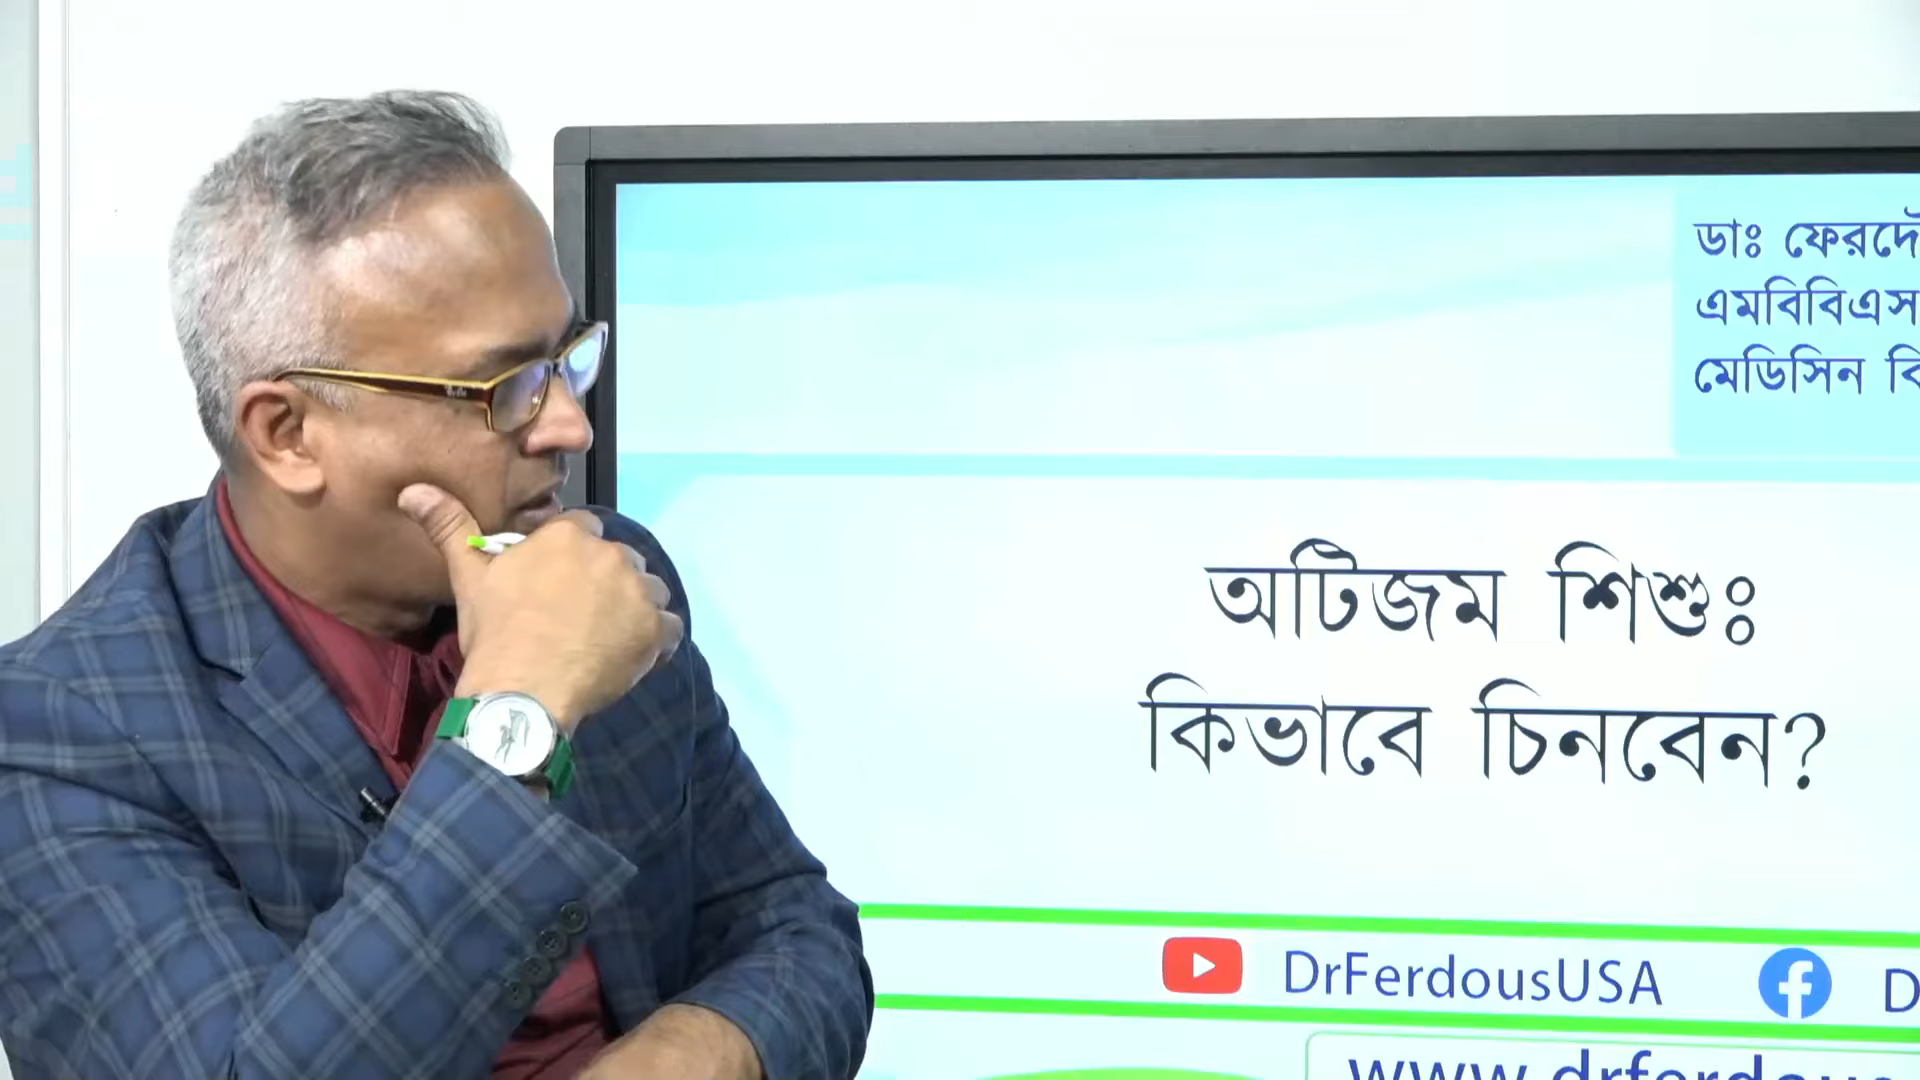 ডাঃ
এমবিবিএস
মেডিসিন
অটিজম শিশুঃ
কিভাবে চিনবেন?
DrFerdousUSA